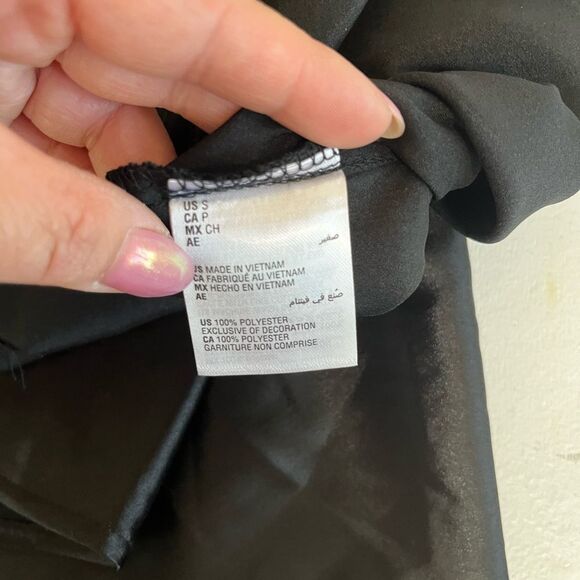 US S
CA P
MX CH
AE صغير
US MADE IN VIETNAM
CA FABRIQUÉ AU VIETNAM
MX HECHO EN VIETNAM
AE صنع في فيتنام
US 100% POLYESTER
EXCLUSIVE OF DECORATION
CA 100% POLYESTER
GARNITURE NON COMPRISE